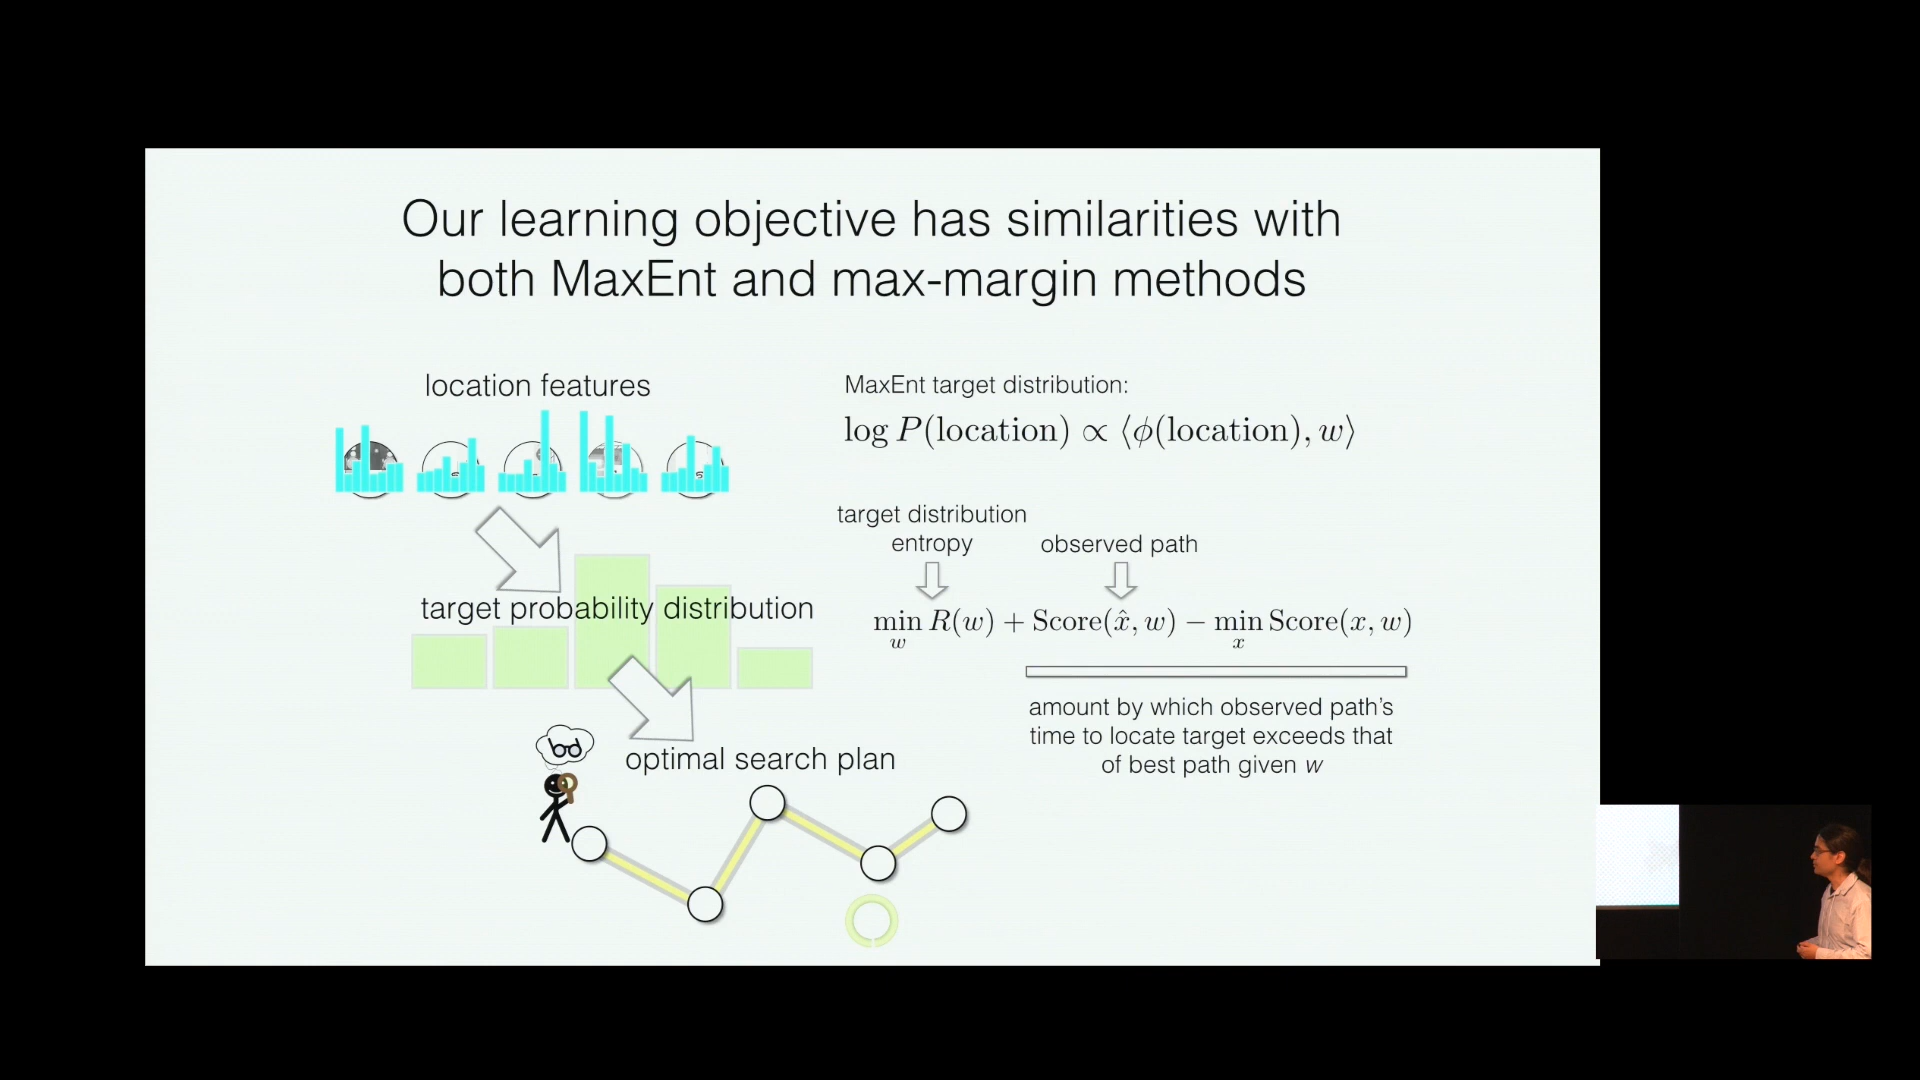 Our learning objective has similarities with
both MaxEnt and max-margin methods
location features
target probability distribution
optimal search plan
MaxEnt target distribution:
log P(location) ∝ ⟨ϕ(location), w⟩
target distribution
entropy
observed path
min_w R(w) + Score(x̂, w) − min_x Score(x, w)
amount by which observed path's
time to locate target exceeds that
of best path given w